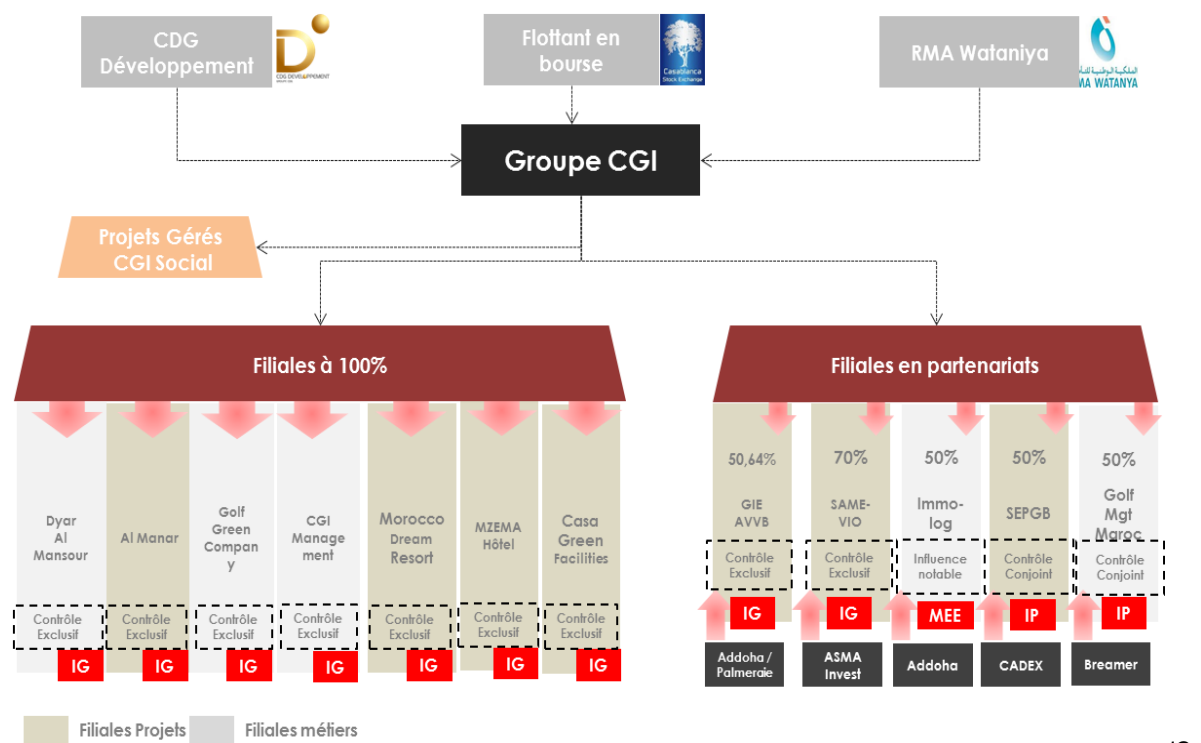 CDG
Développement
CDG DEVELOPPEMENT
Flottant en
bourse
Casablanca
Stock Exchange
RMA Wataniya
RMA WATANYA
Groupe CGI
Projets Gérés
CGI Social
Filiales à 100%
Filiales en partenariats
Dyar
Al
Mansour
Contrôle
Exclusif
IG
Al Manar
Contrôle
Exclusif
IG
Golf
Green
Compan
y
Contrôle
Exclusif
IG
CGI
Manage
ment
Contrôle
Exclusif
IG
Morocco
Dream
Resort
Contrôle
Exclusif
IG
MZEMA
Hôtel
Contrôle
Exclusif
IG
Casa
Green
Facilities
Contrôle
Exclusif
IG
50,64%
GIE
AVVB
Contrôle
Exclusif
IG
Addoha /
Palmeraie
70%
SAME-
VIO
Contrôle
Exclusif
IG
ASMA
Invest
50%
Immo-
log
Influence
notable
MEE
Addoha
50%
SEPGB
Contrôle
Conjoint
IP
CADEX
50%
Golf
Mgt
Maroc
Contrôle
Conjoint
IP
Breamer
Filiales Projets
Filiales métiers